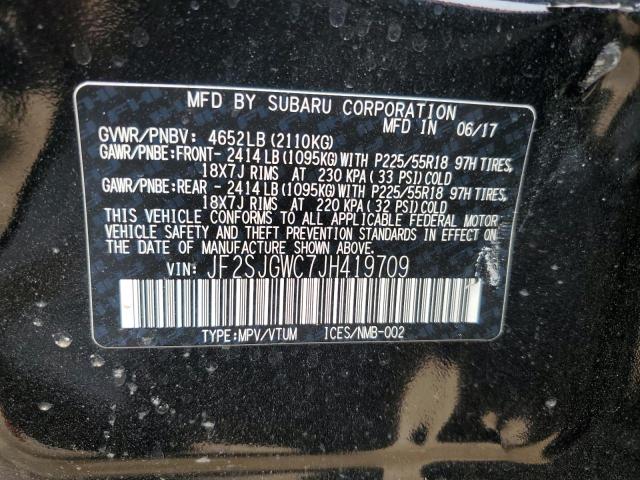 MFD BY SUBARU CORPORATION
MFD IN 06/17
GVWR/PNBV: 4652LB(2110KG)
GAWR/PNBE:FRONT- 2414LB(1095KG)WITH P225/55R18 97H TIRES,
18X7J RIMS AT 230 KPA ( 33 PSI)COLD
GAWR/PNBE:REAR - 2414LB(1095KG)WITH P225/55R18 97H TIRES,
18X7J RIMS AT 220 KPA ( 32 PSI)COLD
THIS VEHICLE CONFORMS TO ALL APPLICABLE FEDERAL MOTOR
VEHICLE SAFETY AND THEFT PREVENTION STANDARDS IN EFFECT
ON THE DATE OF MANUFACTURE SHOWN ABOVE.
VIN: JF2SJGWC7JH419709
TYPE:MPV/VTUM ICES/NMB-002